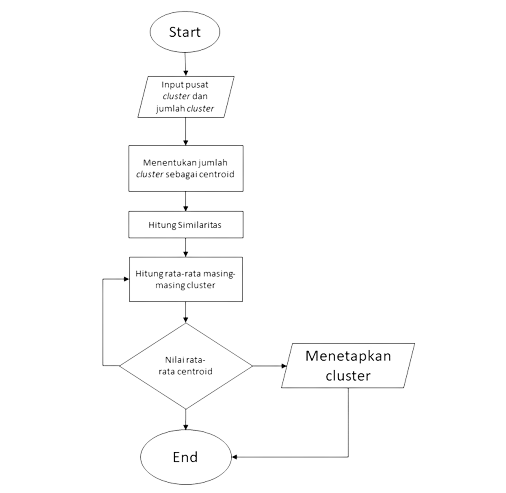 Start
Input pusat
cluster dan
jumlah cluster
Menentukan jumlah
cluster sebagai centroid
Hitung Similaritas
Hitung rata-rata masing-
masing cluster
Nilai rata-
rata centroid
Menetapkan
cluster
End